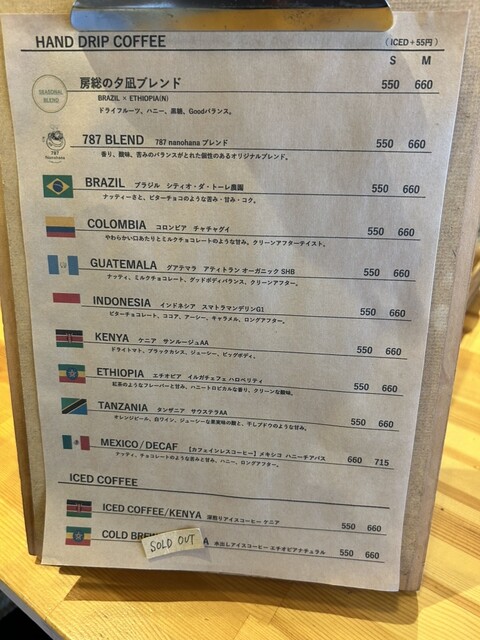 HAND DRIP COFFEE （ICED＋55円）
S M
SEASONAL BLEND
房総の夕凪ブレンド 550 660
BRAZIL × ETHIOPIA(N)
ドライフルーツ、ハニー、黒糖、Goodバランス。
787 Nanohana
787 BLEND 787 nanohana ブレンド 550 660
香り、酸味、苦みのバランスがとれた個性のあるオリジナルブレンド。
BRAZIL ブラジル シティオ・ダ・トーレ農園 550 660
ナッティーさと、ビターチョコのような苦み・甘み・コク。
COLOMBIA コロンビア チャチャグイ 550 660
やわらかい口あたりとミルクチョコレートのような甘み。クリーンアフターテイスト。
GUATEMALA グアテマラ アティトラン オーガニック SHB 550 660
ナッティ、ミルクチョコレート、グッドボディバランス、クリーンアフター。
INDONESIA インドネシア スマトラマンデリンG1 550 660
ビターチョコレート、ココア、アーシー、キャラメル、ロングアフター。
KENYA ケニア サンルージュAA 550 660
ドライトマト、ブラックカシス、ジューシー、ビッグボディ。
ETHIOPIA エチオピア イルガチェフェ ハロベリティ 550 660
紅茶のようなフレーバーと甘み、ハニートロピカルな香り、クリーンな酸味。
TANZANIA タンザニア サウステラAA 550 660
オレンジピール、白ワイン、ジューシーな果実味の酸と、干しブドウのような甘み。
MEXICO/DECAF 【カフェインレスコーヒー】メキシコ ハニーチアパス 660 715
ナッティ、チョコレートのような苦みと甘み、ハニー、ロングアフター。
ICED COFFEE
ICED COFFEE/KENYA 深煎りアイスコーヒー ケニア 550 660
COLD BREW SOLD OUT A 水出しアイスコーヒー エチオピアナチュラル 550 660